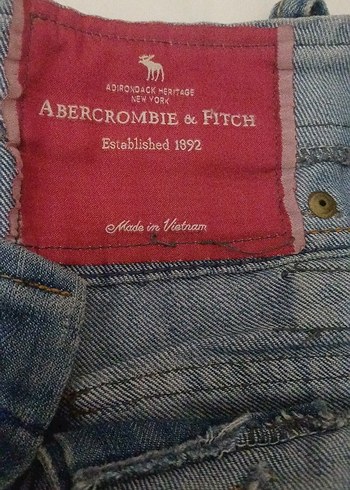 ADIRONDACK HERITAGE
NEW YORK
ABERCROMBIE & FITCH
Established 1892
Made in Vietnam